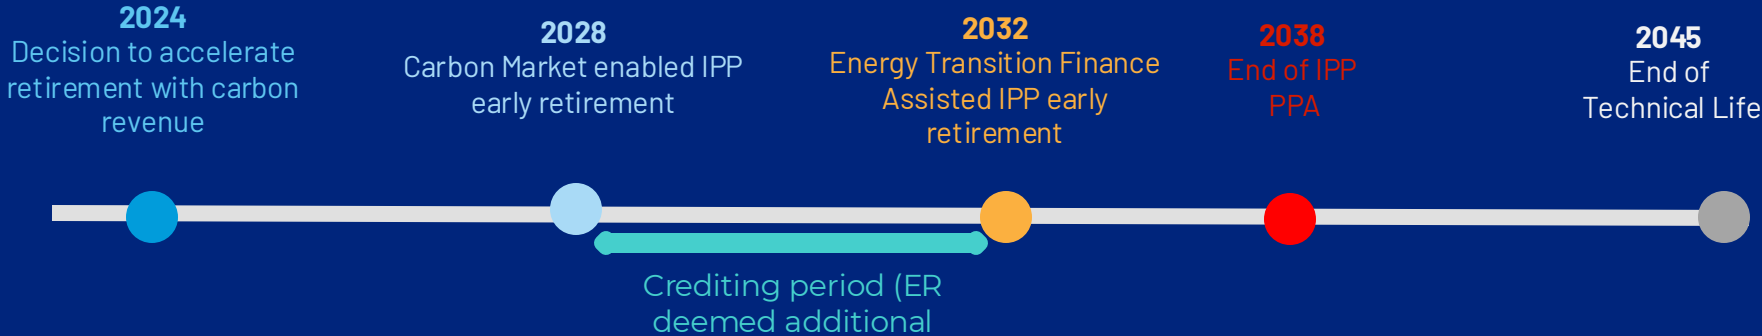 2024
Decision to accelerate
retirement with carbon
revenue
2028
Carbon Market enabled IPP
early retirement
2032
Energy Transition Finance
Assisted IPP early
retirement
2038
End of IPP
PPA
2045
End of
Technical Life
Crediting period (ER
deemed additional